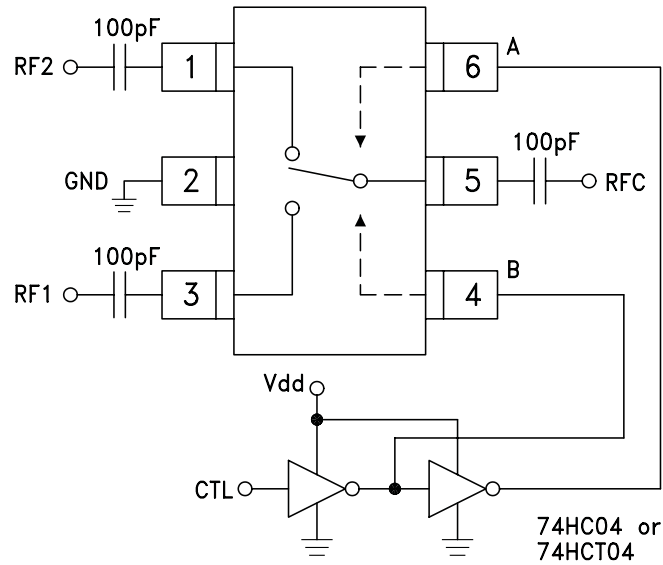 100pF
RF2
1
6
A
100pF
GND
2
5
RFC
100pF
RF1
3
4
B
Vdd
CTL
74HC04 or
74HCT04